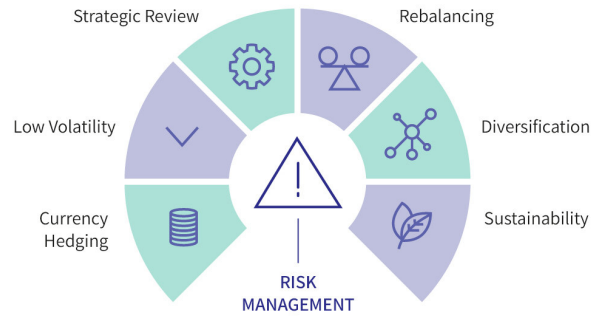 Strategic Review
Rebalancing
Low Volatility
Diversification
Currency
Hedging
Sustainability
RISK
MANAGEMENT